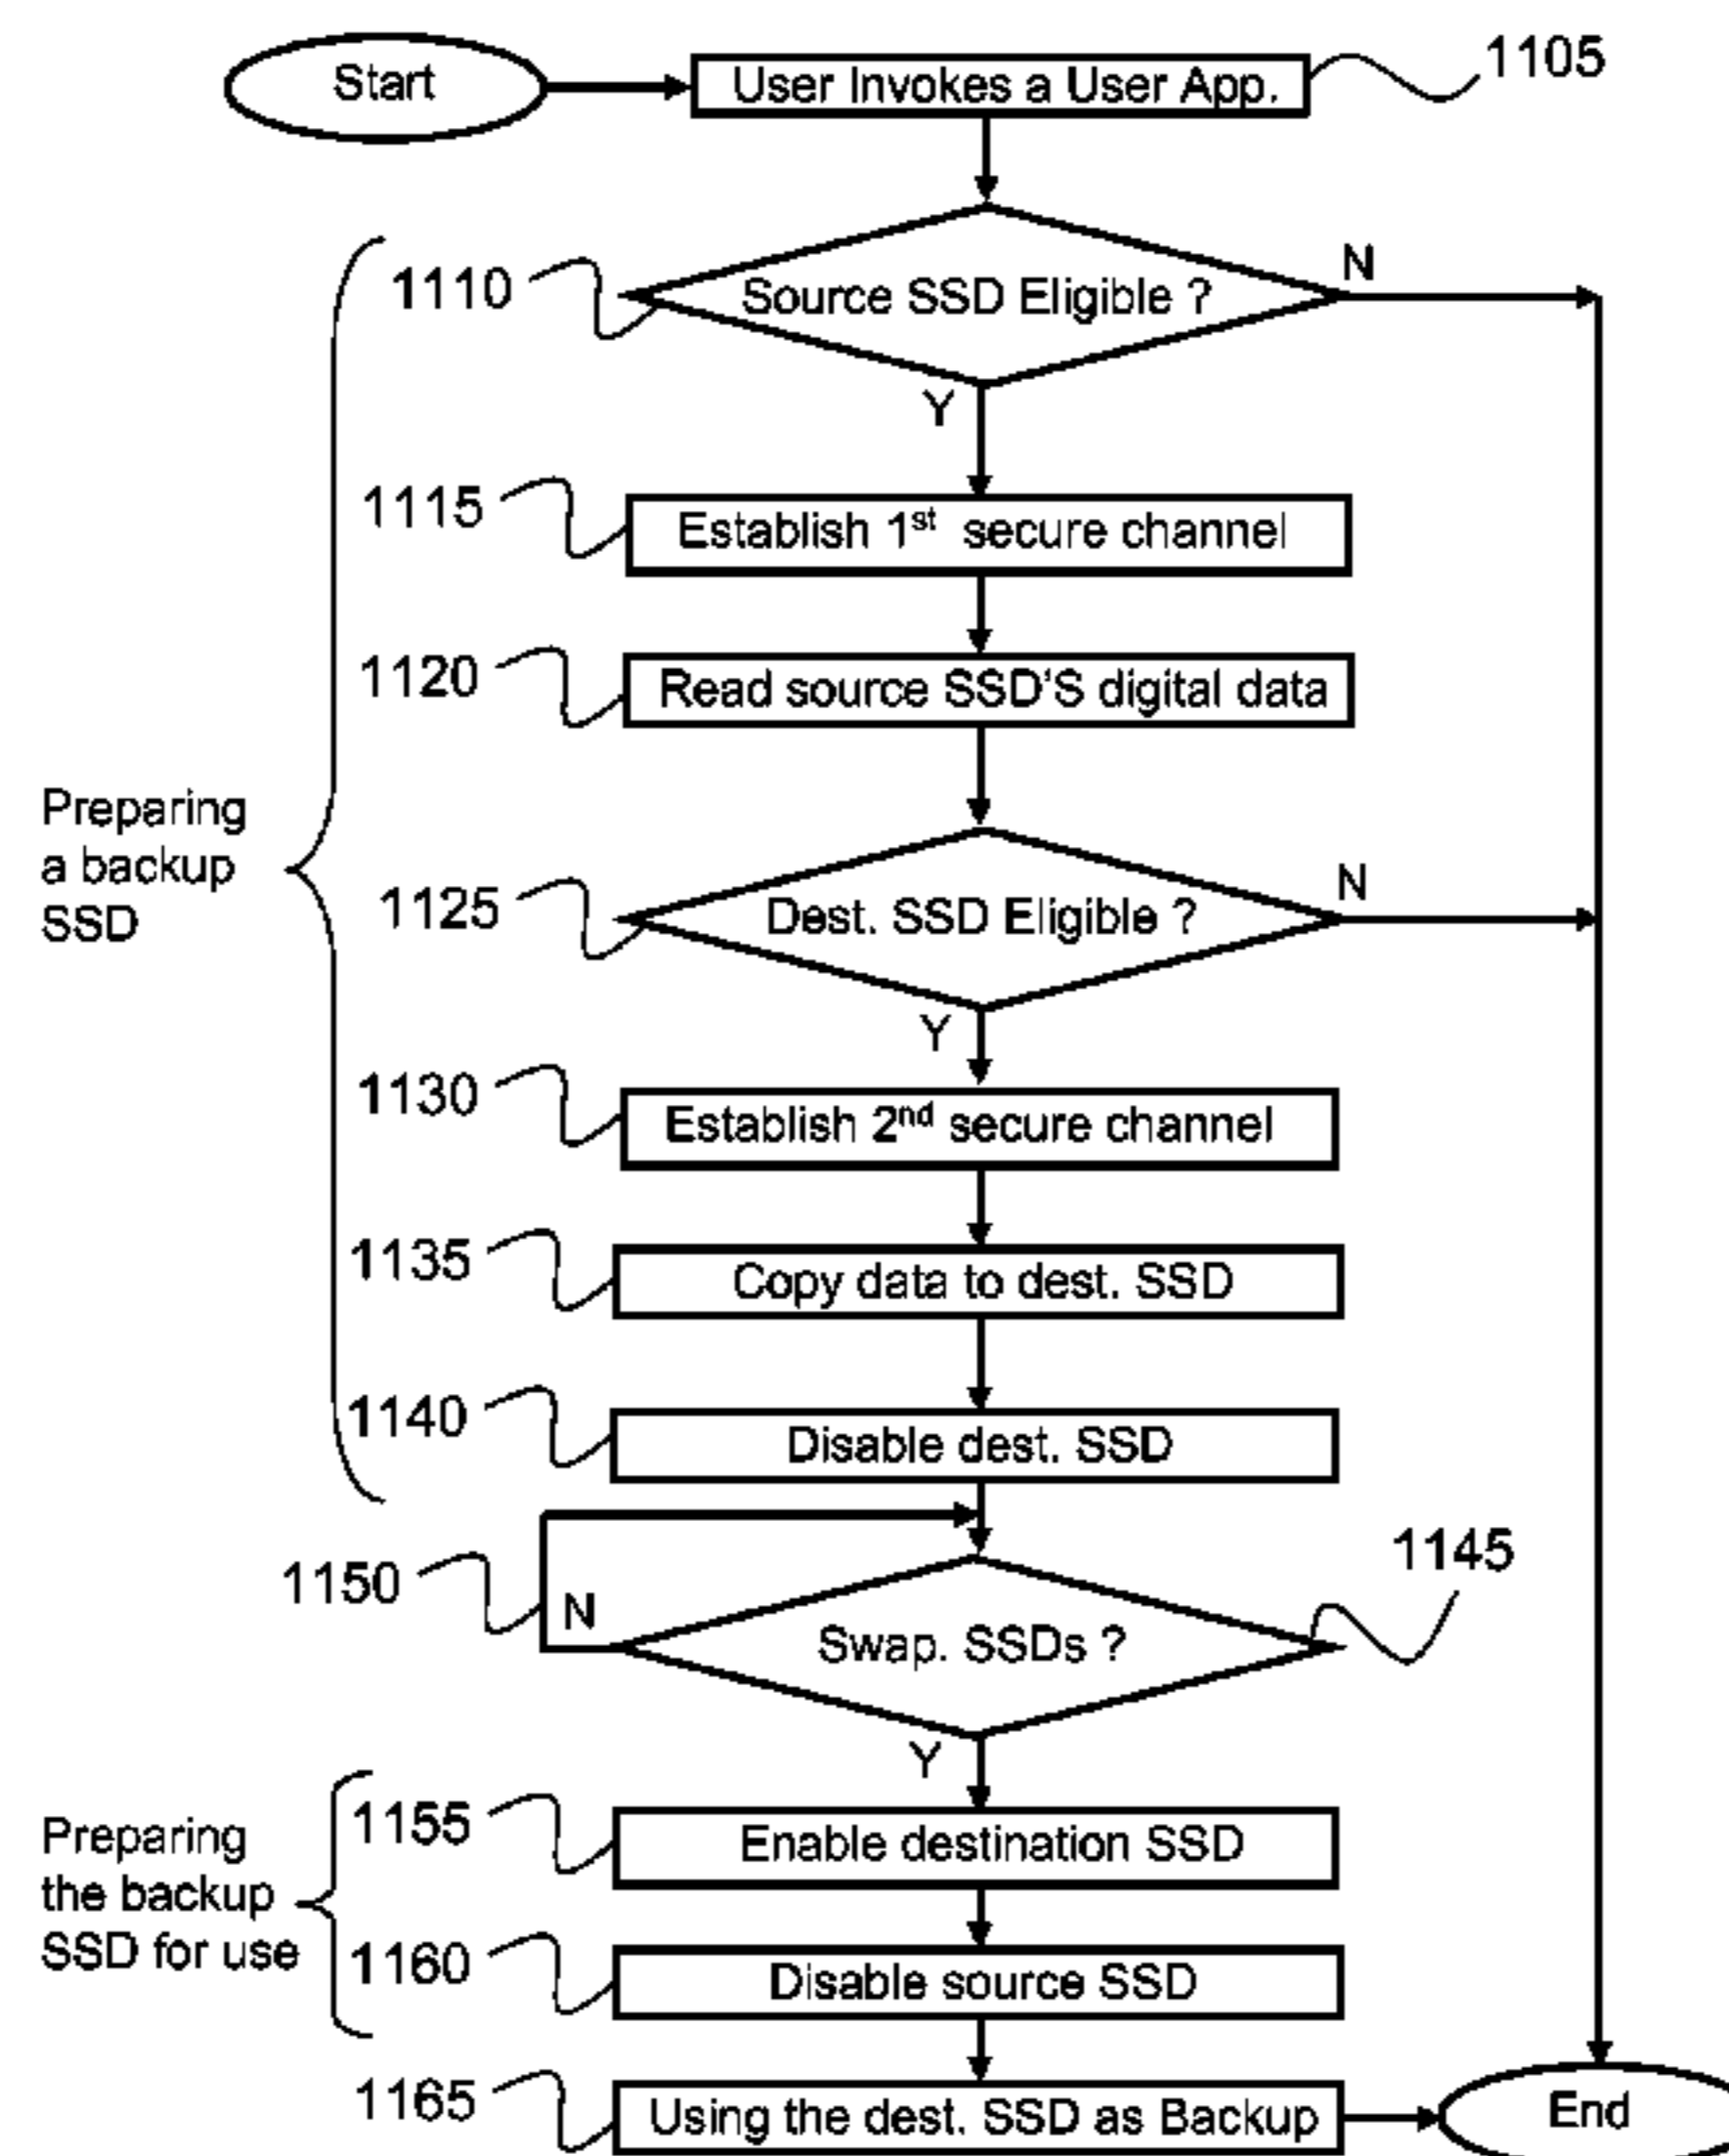 Start
User Invokes a User App.
1105
1110
Source SSD Eligible ?
N
Y
1115
Establish 1st secure channel
1120
Read source SSD'S digital data
Preparing
a backup
SSD
1125
Dest. SSD Eligible ?
N
Y
1130
Establish 2nd secure channel
1135
Copy data to dest. SSD
1140
Disable dest. SSD
1150
N
Swap. SSDs ?
1145
Y
Preparing
the backup
SSD for use
1155
Enable destination SSD
1160
Disable source SSD
1165
Using the dest. SSD as Backup
End